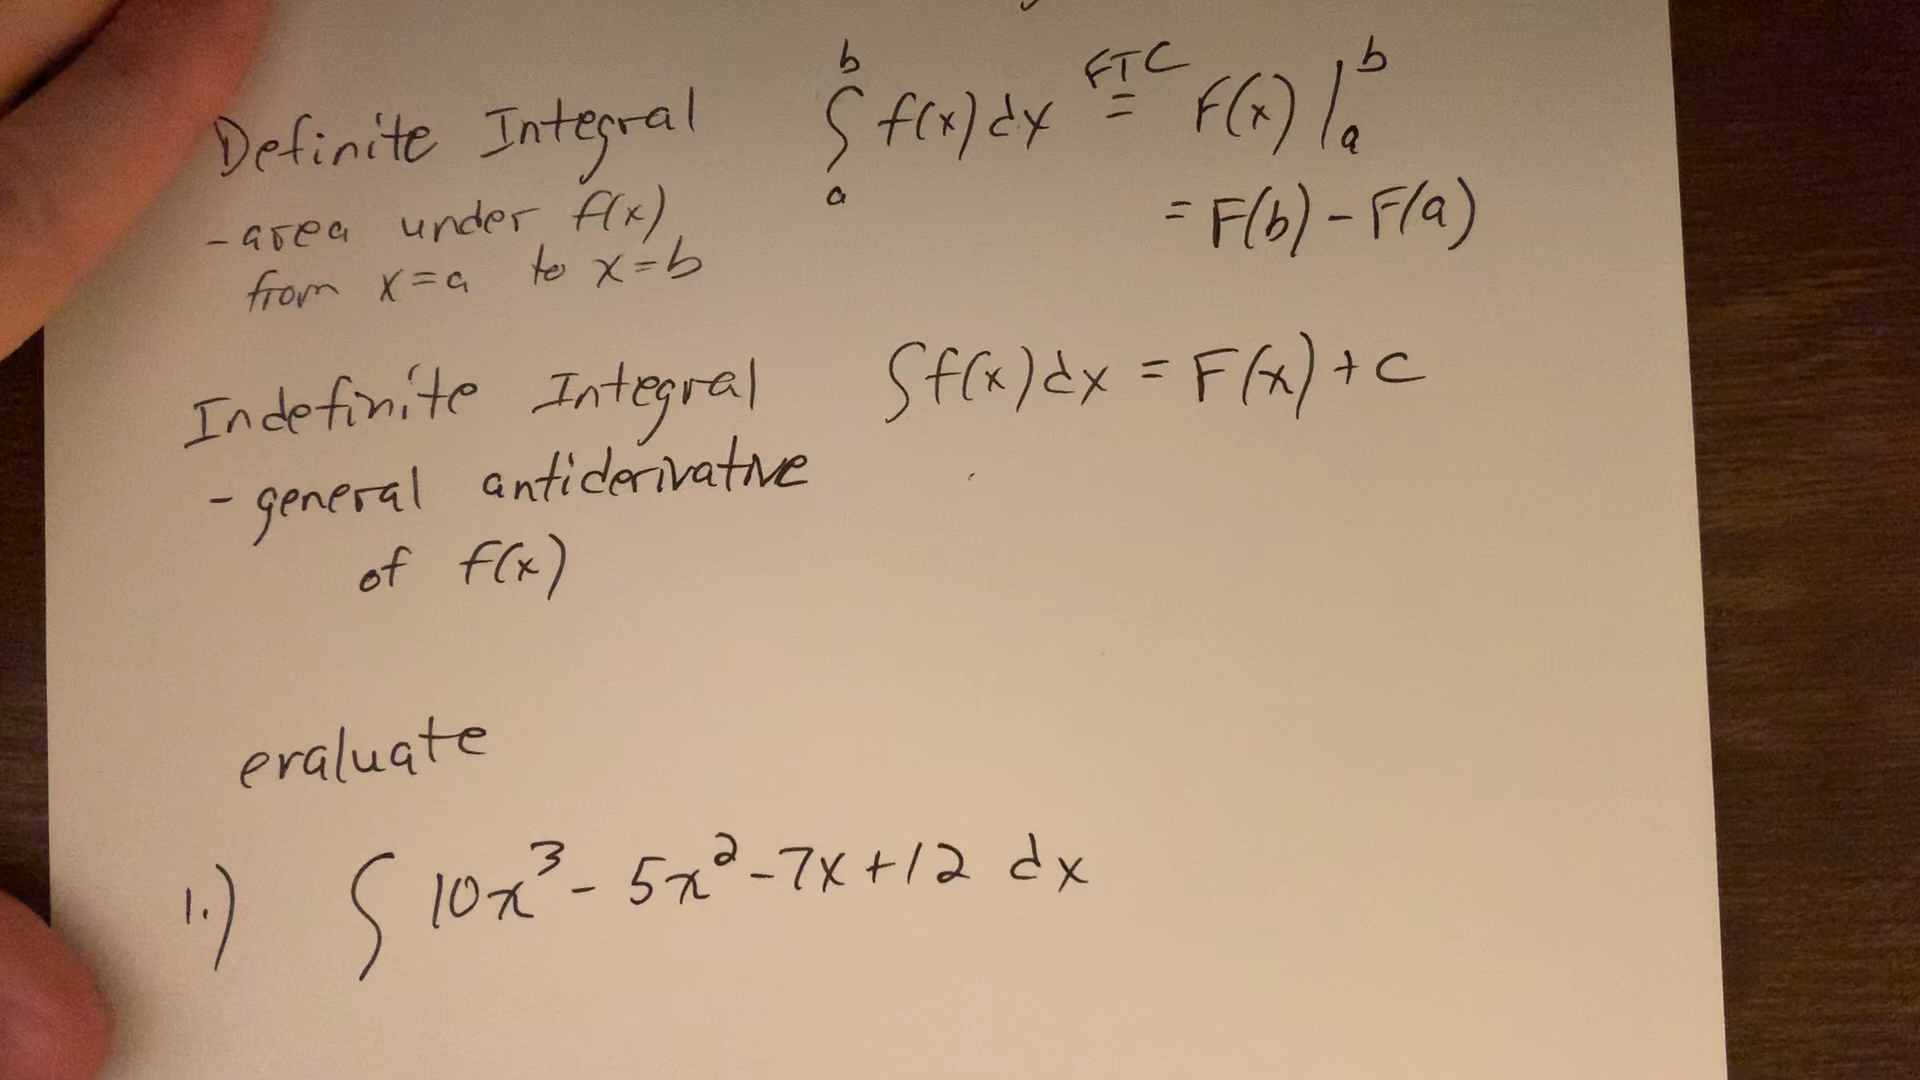 Definite Integral ∫_a^b f(x) dx =^FTC F(x) |_a^b
- area under f(x) = F(b) - F(a)
from x = a to x = b
Indefinite Integral ∫ f(x) dx = F(x) + C
- general antiderivative
of f(x)
evaluate
1.) ∫ 10x³ - 5x² - 7x + 12 dx